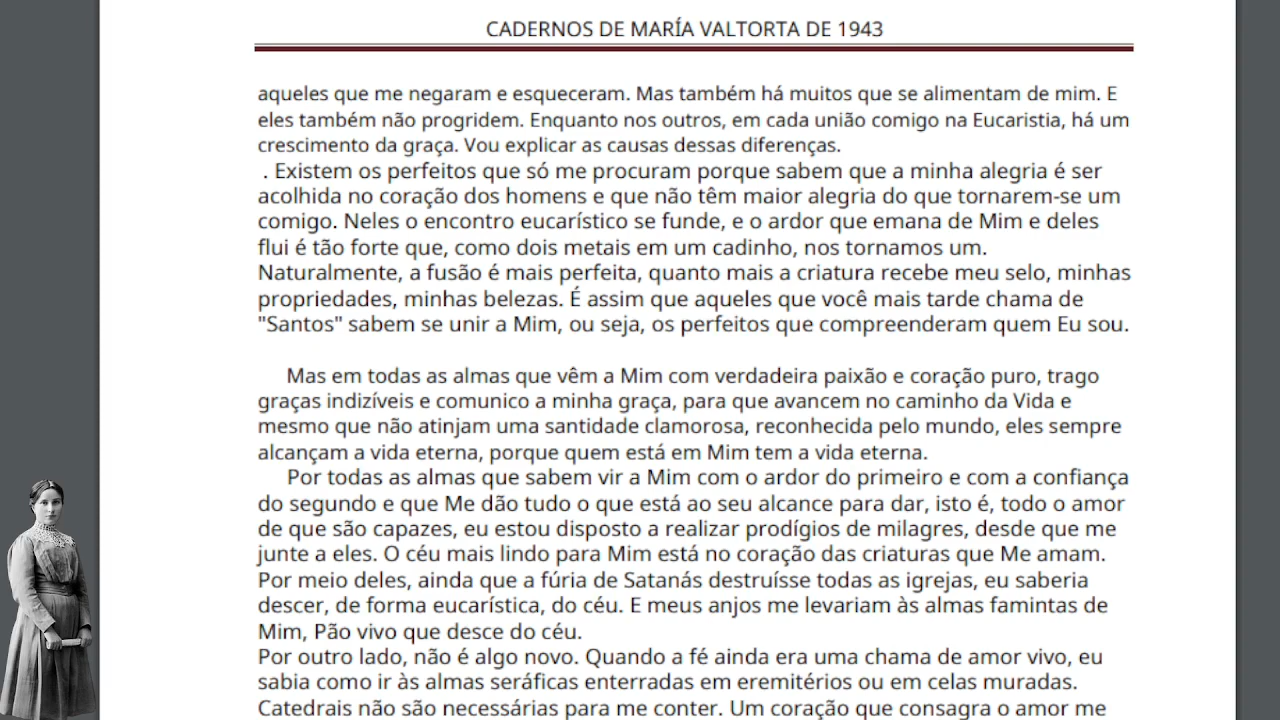 CADERNOS DE MARÍA VALTORTA DE 1943
aqueles que me negaram e esqueceram. Mas também há muitos que se alimentam de mim. E
eles também não progridem. Enquanto nos outros, em cada união comigo na Eucaristia, há um
crescimento da graça. Vou explicar as causas dessas diferenças.
. Existem os perfeitos que só me procuram porque sabem que a minha alegria é ser
acolhida no coração dos homens e que não têm maior alegria do que tornarem-se um
comigo. Neles o encontro eucarístico se funde, e o ardor que emana de Mim e deles
flui é tão forte que, como dois metais em um cadinho, nos tornamos um.
Naturalmente, a fusão é mais perfeita, quanto mais a criatura recebe meu selo, minhas
propriedades, minhas belezas. É assim que aqueles que você mais tarde chama de
"Santos" sabem se unir a Mim, ou seja, os perfeitos que compreenderam quem Eu sou.
Mas em todas as almas que vêm a Mim com verdadeira paixão e coração puro, trago
graças indizíveis e comunico a minha graça, para que avancem no caminho da Vida e
mesmo que não atinjam uma santidade clamorosa, reconhecida pelo mundo, eles sempre
alcançam a vida eterna, porque quem está em Mim tem a vida eterna.
Por todas as almas que sabem vir a Mim com o ardor do primeiro e com a confiança
do segundo e que Me dão tudo o que está ao seu alcance para dar, isto é, todo o amor
de que são capazes, eu estou disposto a realizar prodígios de milagres, desde que me
junte a eles. O céu mais lindo para Mim está no coração das criaturas que Me amam.
Por meio deles, ainda que a fúria de Satanás destruísse todas as igrejas, eu saberia
descer, de forma eucarística, do céu. E meus anjos me levariam às almas famintas de
Mim, Pão vivo que desce do céu.
Por outro lado, não é algo novo. Quando a fé ainda era uma chama de amor vivo, eu
sabia como ir às almas seráficas enterradas em eremitérios ou em celas muradas.
Catedrais não são necessárias para me conter. Um coração que consagra o amor me